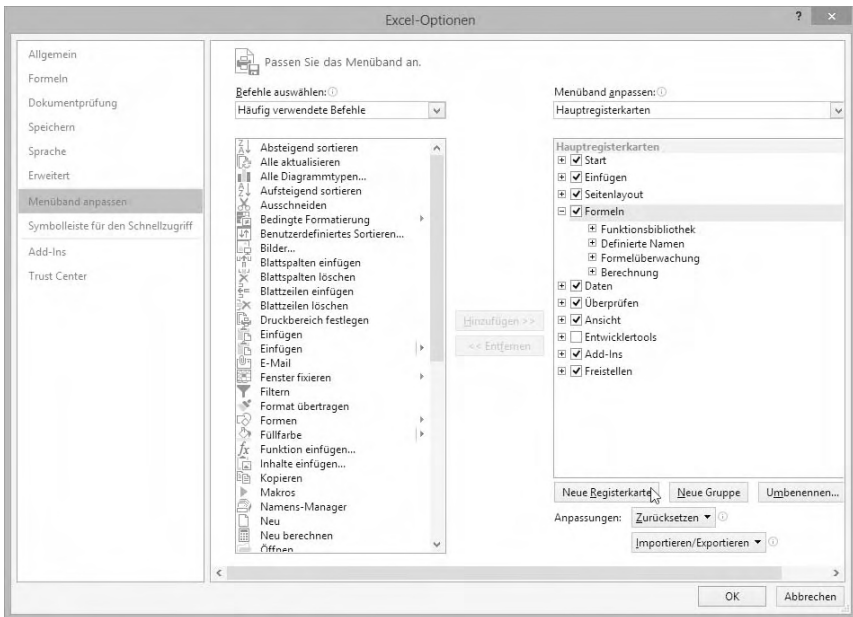 Excel-Optionen
?
×
Allgemein
Formeln
Dokumentprüfung
Speichern
Sprache
Erweitert
Menüband anpassen
Symbolleiste für den Schnellzugriff
Add-Ins
Trust Center
Passen Sie das Menüband an.
Befehle auswählen:
Häufig verwendete Befehle
Absteigend sortieren
Alle aktualisieren
Alle Diagrammtypen...
Aufsteigend sortieren
Ausschneiden
Bedingte Formatierung
Benutzerdefiniertes Sortieren...
Bilder...
Blattspalten einfügen
Blattspalten löschen
Blattzeilen einfügen
Blattzeilen löschen
Druckbereich festlegen
Einfügen
Einfügen
E-Mail
Fenster fixieren
Filtern
Format übertragen
Formen
Füllfarbe
Funktion einfügen...
Inhalte einfügen...
Kopieren
Makros
Namens-Manager
Neu
Neu berechnen
Öffnen
Hinzufügen >>
<< Entfernen
Menüband anpassen:
Hauptregisterkarten
Hauptregisterkarten
Start
Einfügen
Seitenlayout
Formeln
Funktionsbibliothek
Definierte Namen
Formelüberwachung
Berechnung
Daten
Überprüfen
Ansicht
Entwicklertools
Add-Ins
Freistellen
Neue Registerkarte
Neue Gruppe
Umbenennen...
Anpassungen:
Zurücksetzen
Importieren/Exportieren
OK
Abbrechen